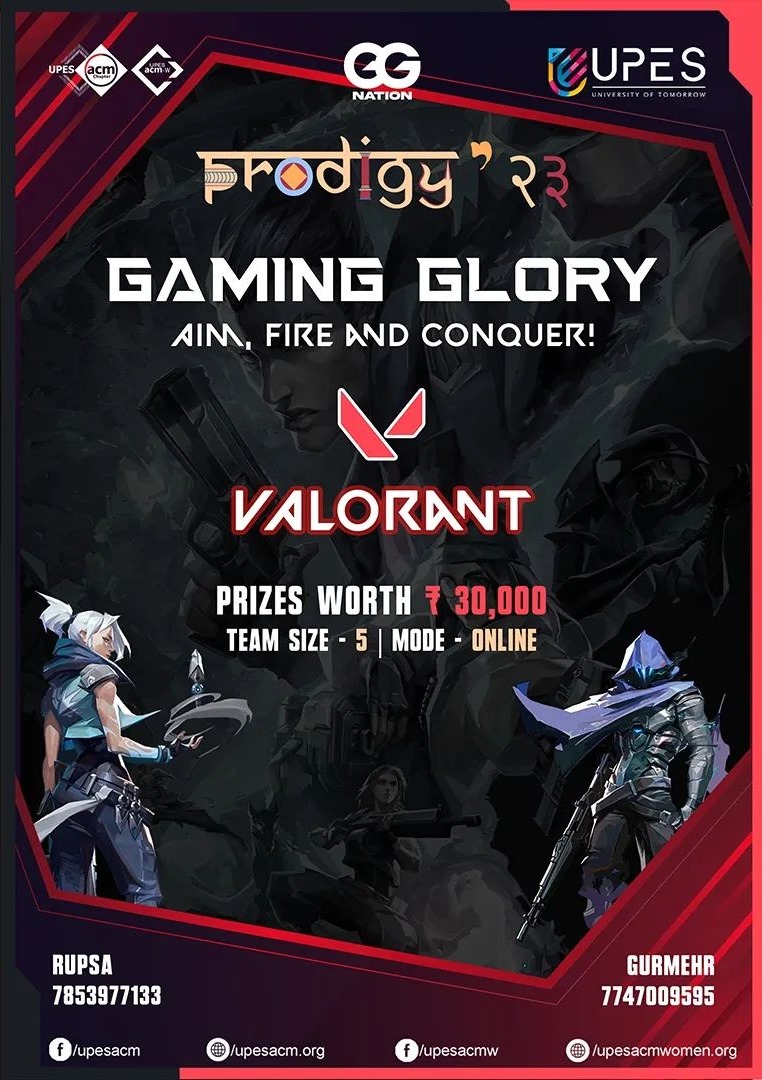 UPES acm Chapter
UPES acm-w
GG NATION
UPES
UNIVERSITY OF TOMORROW
prodigy’२३
GAMING GLORY
AIM, FIRE AND CONQUER!
VALORANT
PRIZES WORTH ₹ 30,000
TEAM SIZE - 5 | MODE - ONLINE
RUPSA
7853977133
GURMEHR
7747009595
/upesacm
/upesacm.org
/upesacmw
/upesacmwomen.org